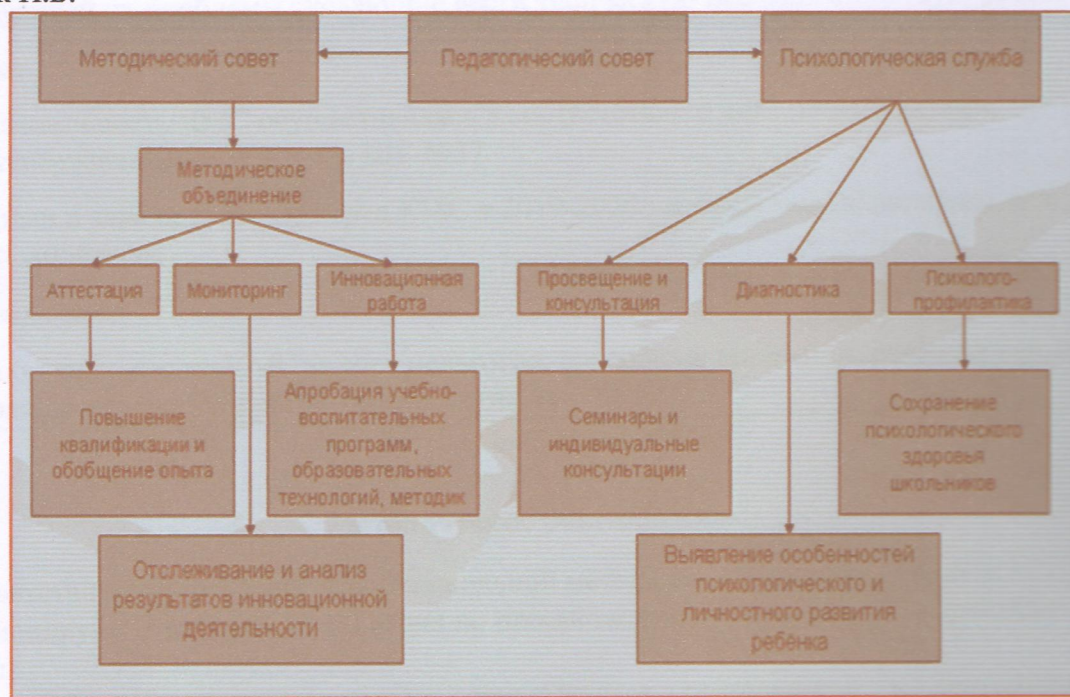 Методический совет
Педагогический совет
Психологическая служба
Методическое
объединение
Аттестация
Мониторинг
Инновационная
работа
Просвещение и
консультация
Диагностика
Психолого-
профилактика
Повышение
квалификации и
обобщение опыта
Апробация учебно-
воспитательных
программ,
образовательных
технологий, методик
Семинары и
индивидуальные
консультации
Сохранение
психологического
здоровья
школьников
Отслеживание и анализ
результатов инновационной
деятельности
Выявление особенностей
психологического и
личностного развития
ребенка